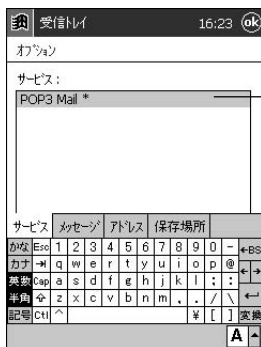 受信トレイ 16:23 ok
オプション
サービス:
POP3 Mail *
サービス メッセージ アドレス 保存場所
かな Esc 1 2 3 4 5 6 7 8 9 0 - ←BS
カナ →| q w e r t y u i o p @ ← →
英数 Cap a s d f g h j k l ; :
半角 z x c v b n m , . / \ ↵
記号 Ctl ^ ¥ [ ] 変換
A